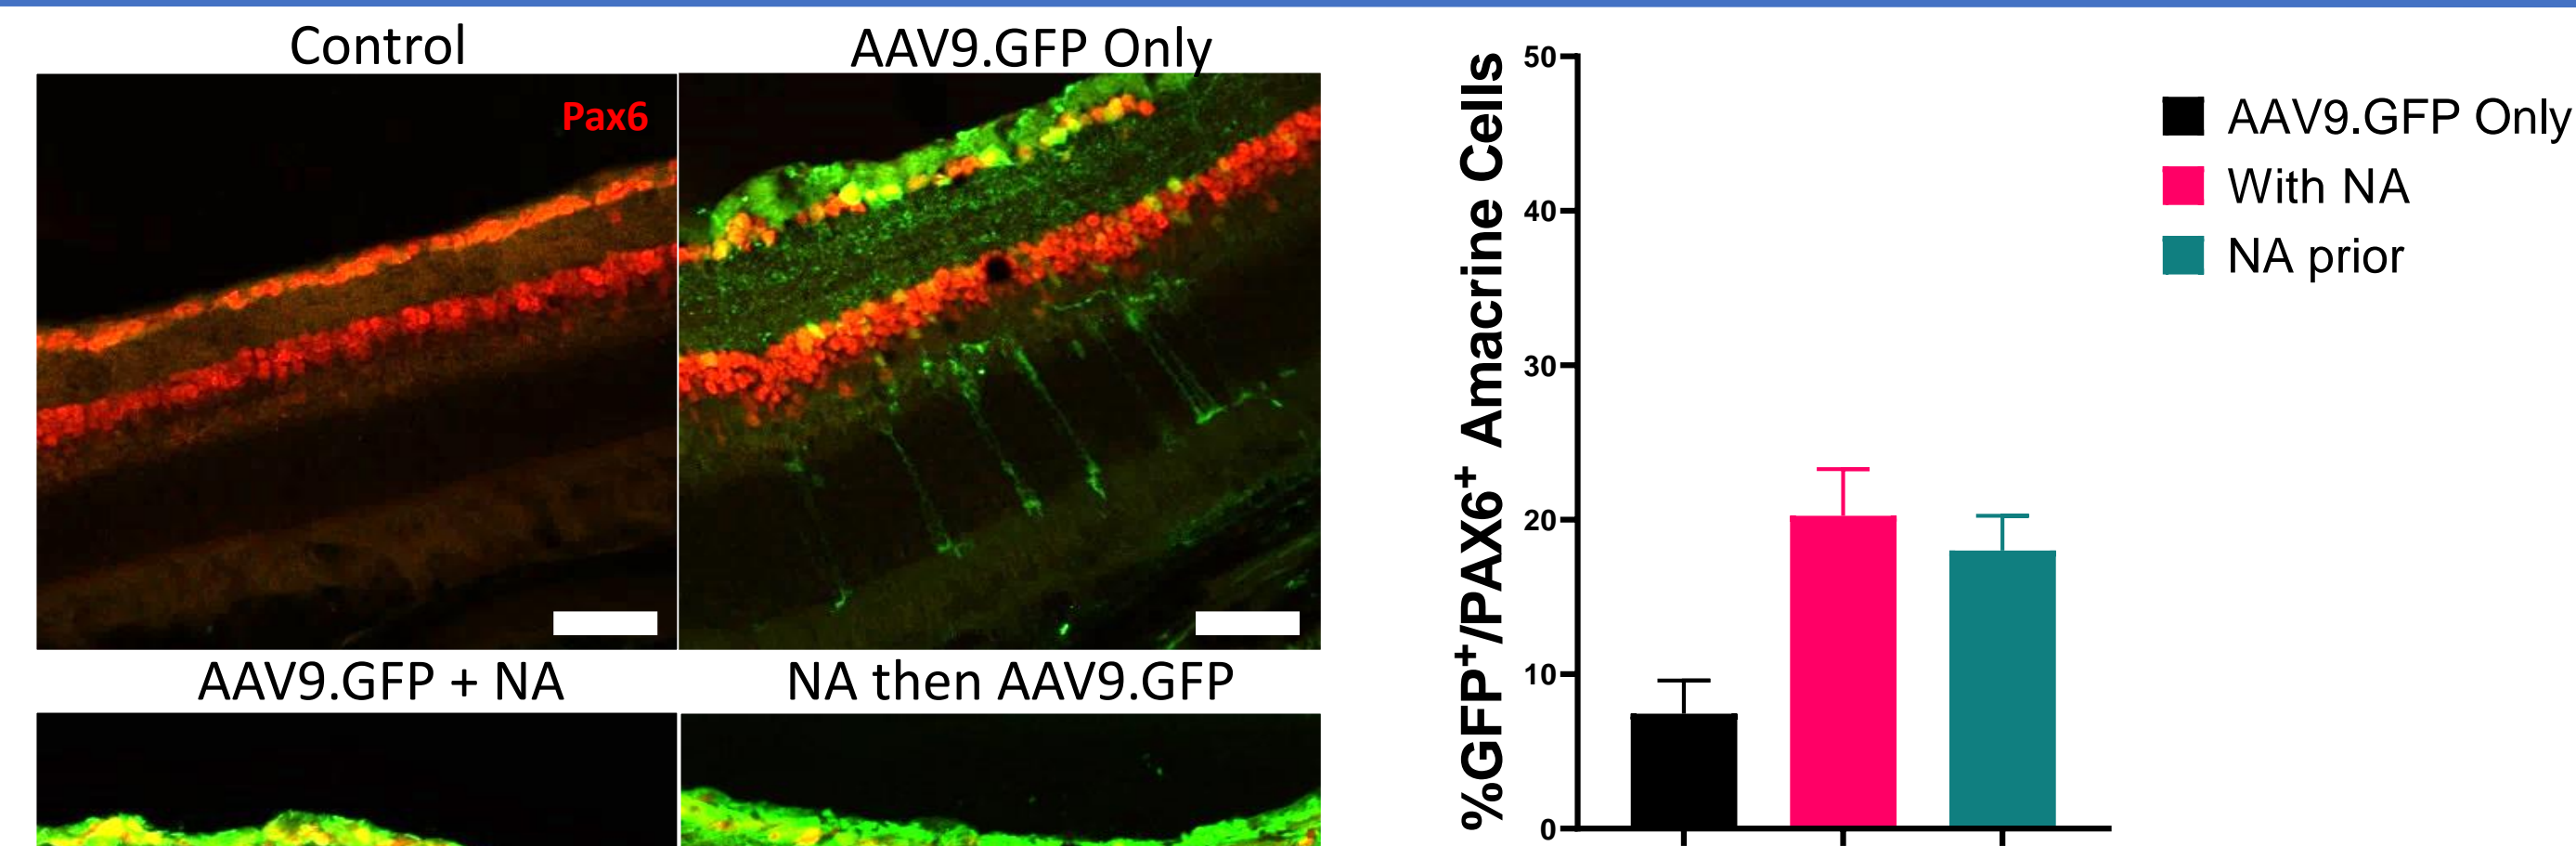 Control
AAV9.GFP Only
Pax6
AAV9.GFP + NA
NA then AAV9.GFP
%GFP⁺/PAX6⁺ Amacrine Cells
50
40
30
20
10
0
AAV9.GFP Only
With NA
NA prior